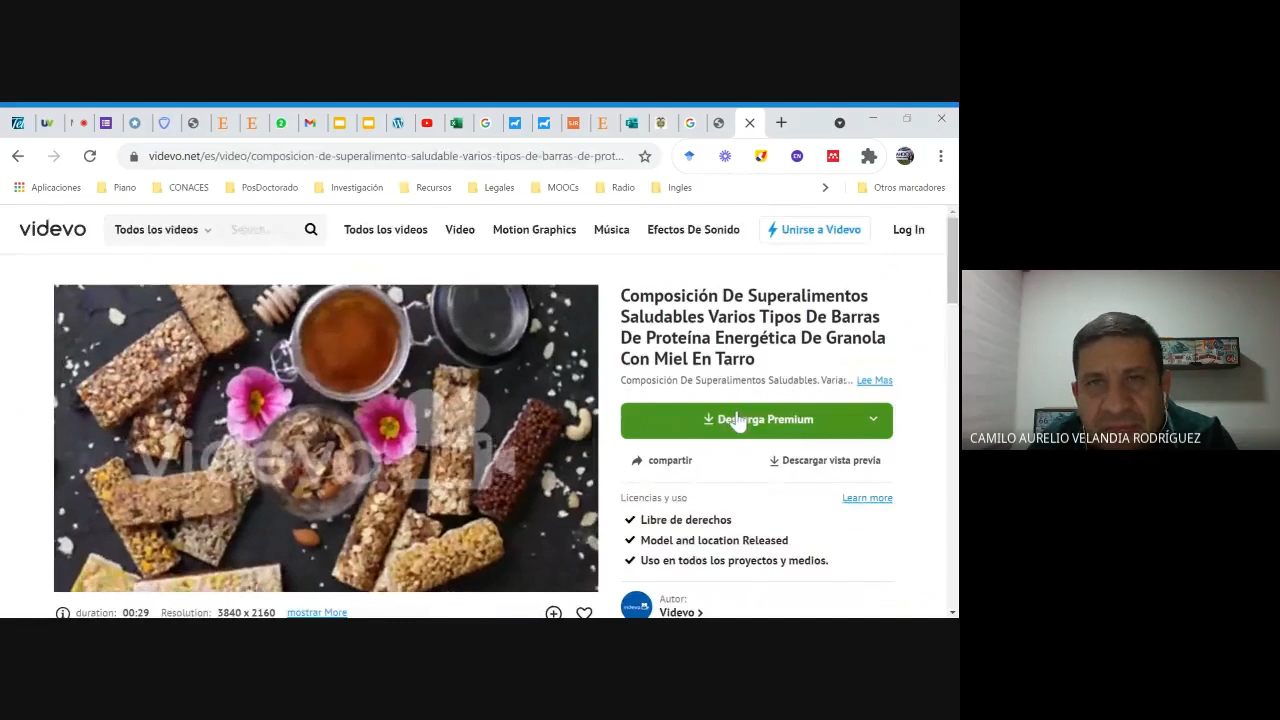 videvo.net/es/video/composicion-de-superalimento-saludable-varios-tipos-de-barras-de-prot...
Aplicaciones Piano CONACES PosDoctorado Investigación Recursos Legales MOOCs Radio Ingles Otros marcadores
videvo Todos los videos Search... Todos los videos Video Motion Graphics Música Efectos De Sonido Unirse a Videvo Log In
Composición De Superalimentos
Saludables Varios Tipos De Barras
De Proteína Energética De Granola
Con Miel En Tarro
Composición De Superalimentos Saludables. Varia... Lee Mas
Descarga Premium
compartir Descargar vista previa
Licencias y uso Learn more
Libre de derechos
Model and location Released
Uso en todos los proyectos y medios.
Autor:
Videvo
videvo
duration: 00:29 Resolution: 3840 x 2160 mostrar More
CAMILO AURELIO VELANDIA RODRÍGUEZ